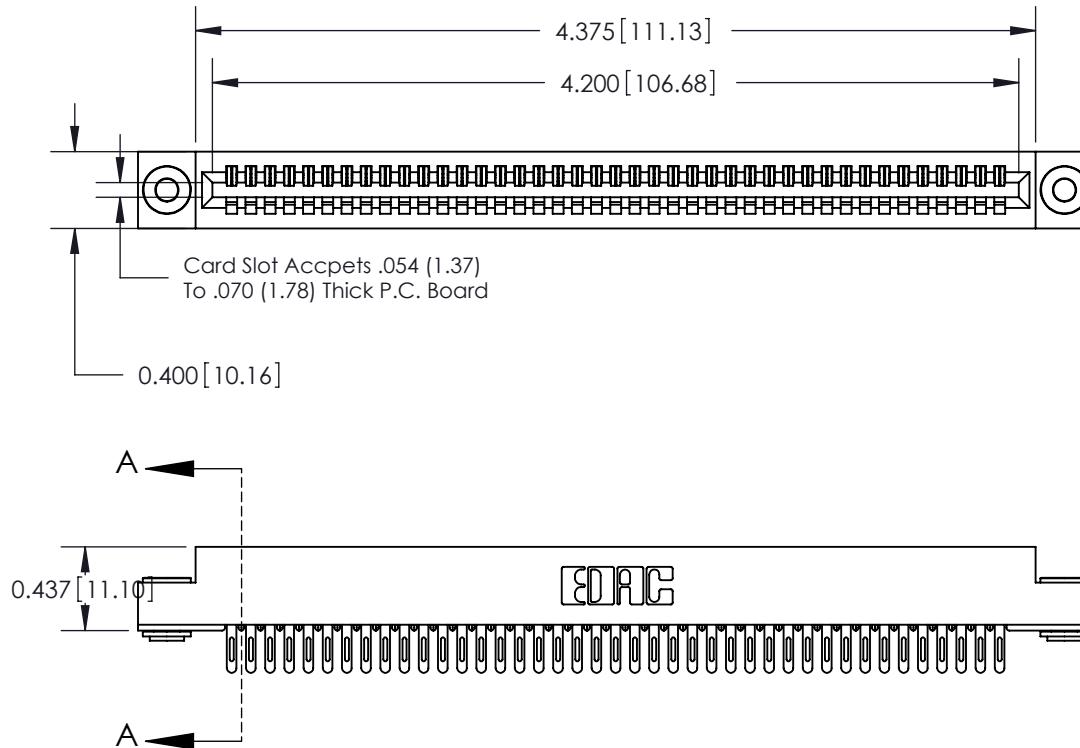 4.375[111.13]
4.200[106.68]
Card Slot Accpets .054 (1.37)
To .070 (1.78) Thick P.C. Board
0.400[10.16]
A
0.437[11.10]
EDAC
A